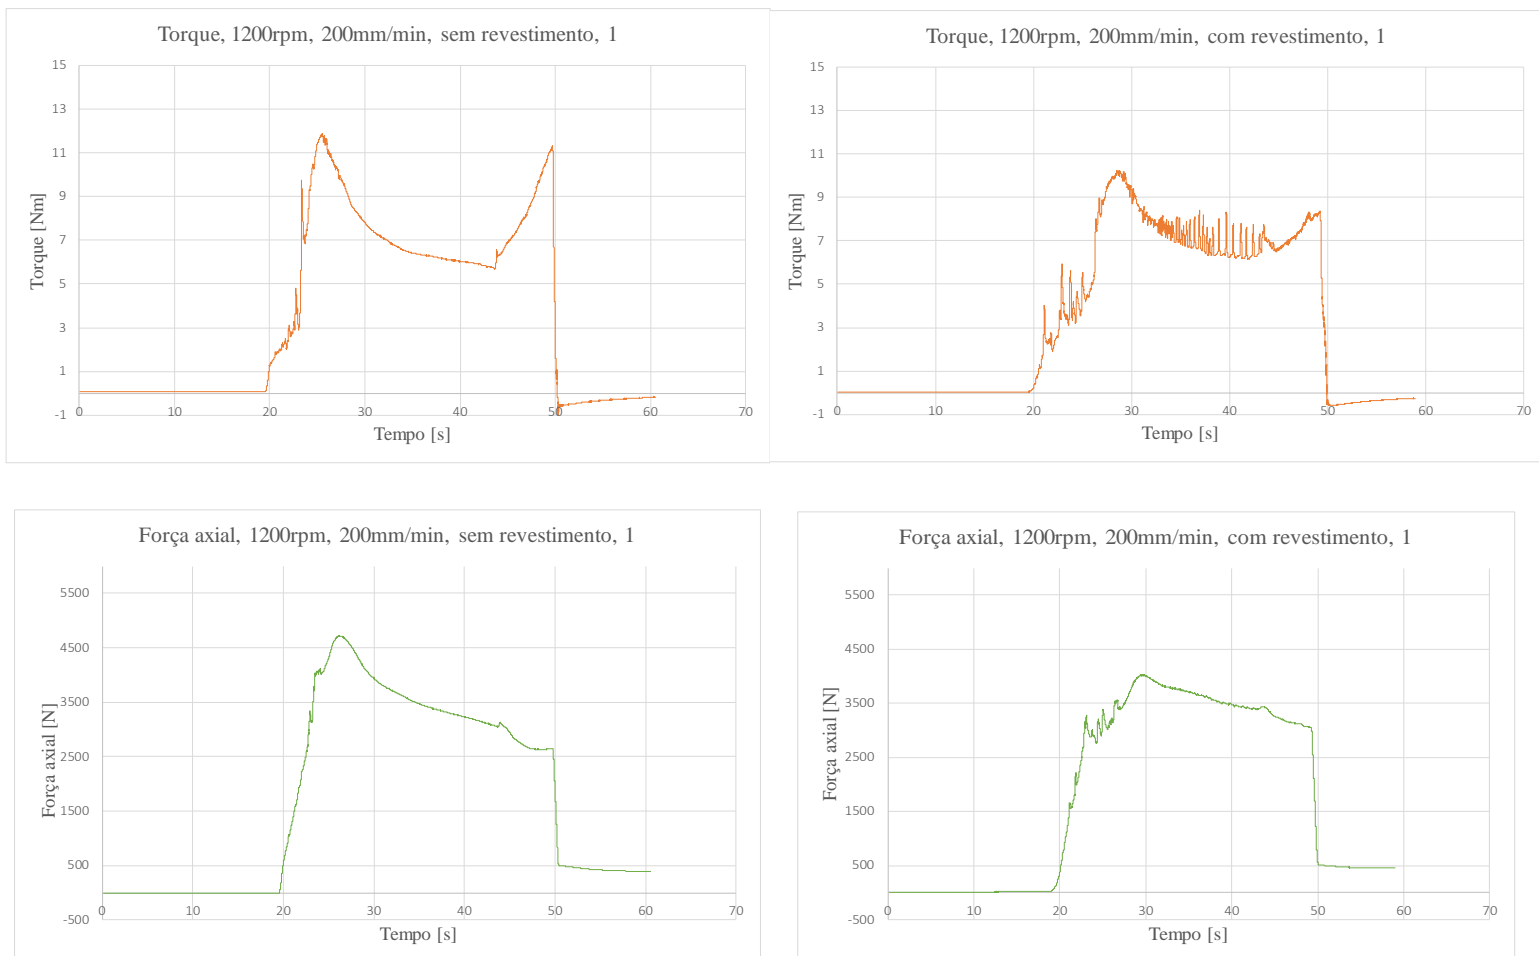 Torque, 1200rpm, 200mm/min, sem revestimento, 1
15
13
11
9
7
5
3
1
-1
0 10 20 30 40 50 60 70
Torque [Nm]
Tempo [s]
Torque, 1200rpm, 200mm/min, com revestimento, 1
15
13
11
9
7
5
3
1
-1
0 10 20 30 40 50 60 70
Torque [Nm]
Tempo [s]
Força axial, 1200rpm, 200mm/min, sem revestimento, 1
5500
4500
3500
2500
1500
500
-500
0 10 20 30 40 50 60 70
Força axial [N]
Tempo [s]
Força axial, 1200rpm, 200mm/min, com revestimento, 1
5500
4500
3500
2500
1500
500
-500
0 10 20 30 40 50 60 70
Força axial [N]
Tempo [s]